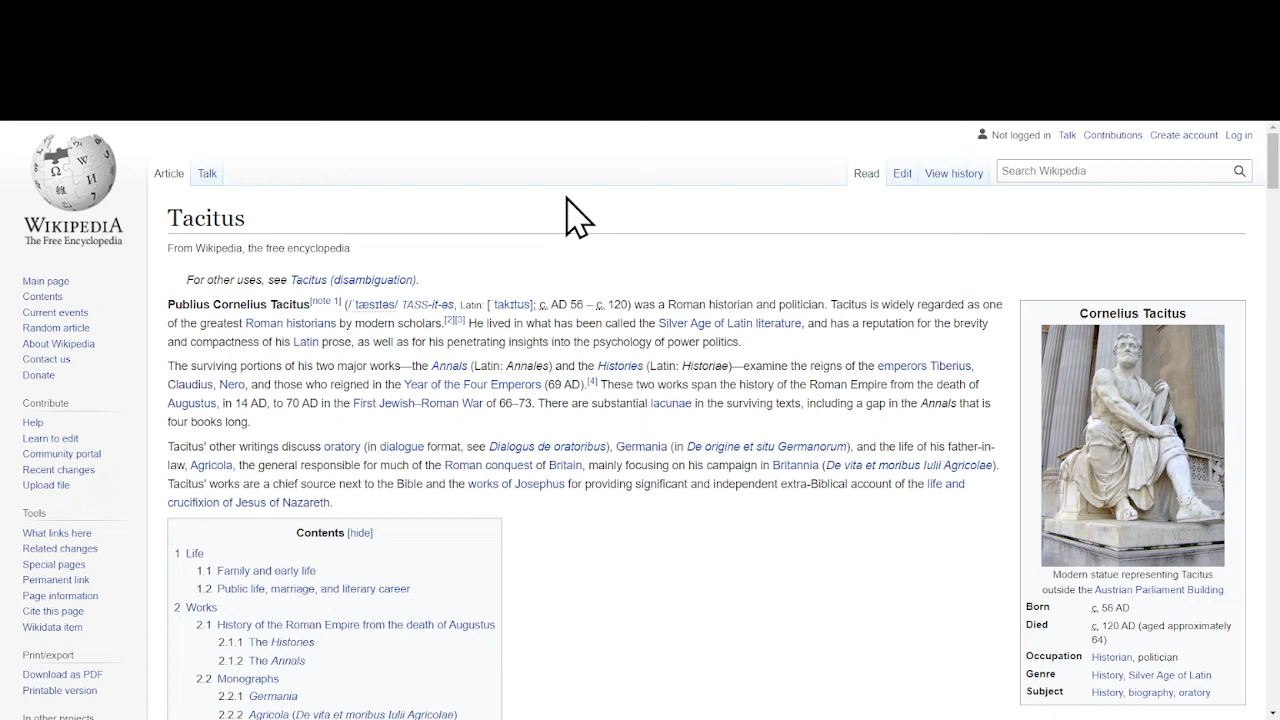 Not logged in Talk Contributions Create account Log in
Article Talk
Read Edit View history Search Wikipedia
WIKIPEDIA
The Free Encyclopedia
Main page
Contents
Current events
Random article
About Wikipedia
Contact us
Donate
Contribute
Help
Learn to edit
Community portal
Recent changes
Upload file
Tools
What links here
Related changes
Special pages
Permanent link
Page information
Cite this page
Wikidata item
Print/export
Download as PDF
Printable version
In other projects
Tacitus
From Wikipedia, the free encyclopedia
For other uses, see Tacitus (disambiguation).
Publius Cornelius Tacitus[note 1] (/ˈtæsɪtəs/ TASS-it-əs, Latin: [ˈtakɪtʊs]; c. AD 56 – c. 120) was a Roman historian and politician. Tacitus is widely regarded as one
of the greatest Roman historians by modern scholars.[2][3] He lived in what has been called the Silver Age of Latin literature, and has a reputation for the brevity
and compactness of his Latin prose, as well as for his penetrating insights into the psychology of power politics.
The surviving portions of his two major works—the Annals (Latin: Annales) and the Histories (Latin: Historiae)—examine the reigns of the emperors Tiberius,
Claudius, Nero, and those who reigned in the Year of the Four Emperors (69 AD).[4] These two works span the history of the Roman Empire from the death of
Augustus, in 14 AD, to 70 AD in the First Jewish–Roman War of 66–73. There are substantial lacunae in the surviving texts, including a gap in the Annals that is
four books long.
Tacitus' other writings discuss oratory (in dialogue format, see Dialogus de oratoribus), Germania (in De origine et situ Germanorum), and the life of his father-in-
law, Agricola, the general responsible for much of the Roman conquest of Britain, mainly focusing on his campaign in Britannia (De vita et moribus Iulii Agricolae).
Tacitus' works are a chief source next to the Bible and the works of Josephus for providing significant and independent extra-Biblical account of the life and
crucifixion of Jesus of Nazareth.
Contents [hide]
1 Life
1.1 Family and early life
1.2 Public life, marriage, and literary career
2 Works
2.1 History of the Roman Empire from the death of Augustus
2.1.1 The Histories
2.1.2 The Annals
2.2 Monographs
2.2.1 Germania
2.2.2 Agricola (De vita et moribus Iulii Agricolae)
Cornelius Tacitus
Modern statue representing Tacitus
outside the Austrian Parliament Building
Born c. 56 AD
Died c. 120 AD (aged approximately
64)
Occupation Historian, politician
Genre History, Silver Age of Latin
Subject History, biography, oratory